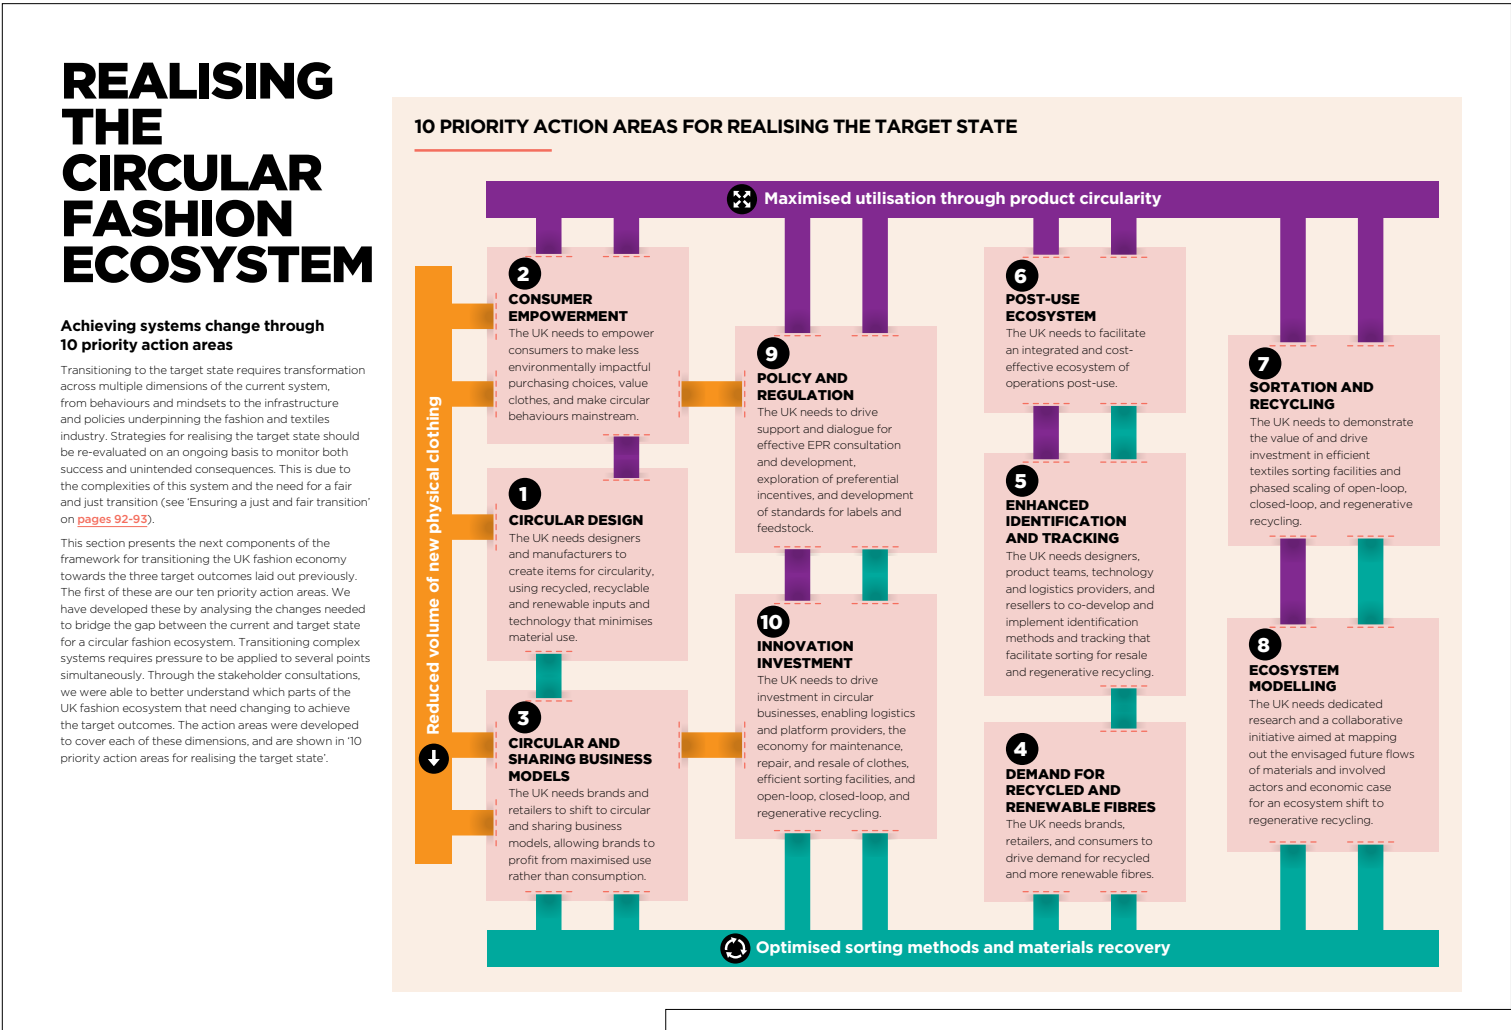 REALISING
THE
CIRCULAR
FASHION
ECOSYSTEM
Achieving systems change through
10 priority action areas
Transitioning to the target state requires transformation
across multiple dimensions of the current system,
from behaviours and mindsets to the infrastructure
and policies underpinning the fashion and textiles
industry. Strategies for realising the target state should
be re-evaluated on an ongoing basis to monitor both
success and unintended consequences. This is due to
the complexities of this system and the need for a fair
and just transition (see ‘Ensuring a just and fair transition’
on pages 92-93).
This section presents the next components of the
framework for transitioning the UK fashion economy
towards the three target outcomes laid out previously.
The first of these are our ten priority action areas. We
have developed these by analysing the changes needed
to bridge the gap between the current and target state
for a circular fashion ecosystem. Transitioning complex
systems requires pressure to be applied to several points
simultaneously. Through the stakeholder consultations,
we were able to better understand which parts of the
UK fashion ecosystem that need changing to achieve
the target outcomes. The action areas were developed
to cover each of these dimensions, and are shown in ‘10
priority action areas for realising the target state’.
10 PRIORITY ACTION AREAS FOR REALISING THE TARGET STATE
Maximised utilisation through product circularity
Reduced volume of new physical clothing
2
CONSUMER
EMPOWERMENT
The UK needs to empower
consumers to make less
environmentally impactful
purchasing choices, value
clothes, and make circular
behaviours mainstream.
1
CIRCULAR DESIGN
The UK needs designers
and manufacturers to
create items for circularity,
using recycled, recyclable
and renewable inputs and
technology that minimises
material use.
3
CIRCULAR AND
SHARING BUSINESS
MODELS
The UK needs brands and
retailers to shift to circular
and sharing business
models, allowing brands to
profit from maximised use
rather than consumption.
9
POLICY AND
REGULATION
The UK needs to drive
support and dialogue for
effective EPR consultation
and development,
exploration of preferential
incentives, and development
of standards for labels and
feedstock.
10
INNOVATION
INVESTMENT
The UK needs to drive
investment in circular
businesses, enabling logistics
and platform providers, the
economy for maintenance,
repair, and resale of clothes,
efficient sorting facilities, and
open-loop, closed-loop, and
regenerative recycling.
6
POST-USE
ECOSYSTEM
The UK needs to facilitate
an integrated and cost-
effective ecosystem of
operations post-use.
5
ENHANCED
IDENTIFICATION
AND TRACKING
The UK needs designers,
product teams, technology
and logistics providers, and
resellers to co-develop and
implement identification
methods and tracking that
facilitate sorting for resale
and regenerative recycling.
4
DEMAND FOR
RECYCLED AND
RENEWABLE FIBRES
The UK needs brands,
retailers, and consumers to
drive demand for recycled
and more renewable fibres.
7
SORTATION AND
RECYCLING
The UK needs to demonstrate
the value of and drive
investment in efficient
textiles sorting facilities and
phased scaling of open-loop,
closed-loop, and regenerative
recycling.
8
ECOSYSTEM
MODELLING
The UK needs dedicated
research and a collaborative
initiative aimed at mapping
out the envisaged future flows
of materials and involved
actors and economic case
for an ecosystem shift to
regenerative recycling.
Optimised sorting methods and materials recovery